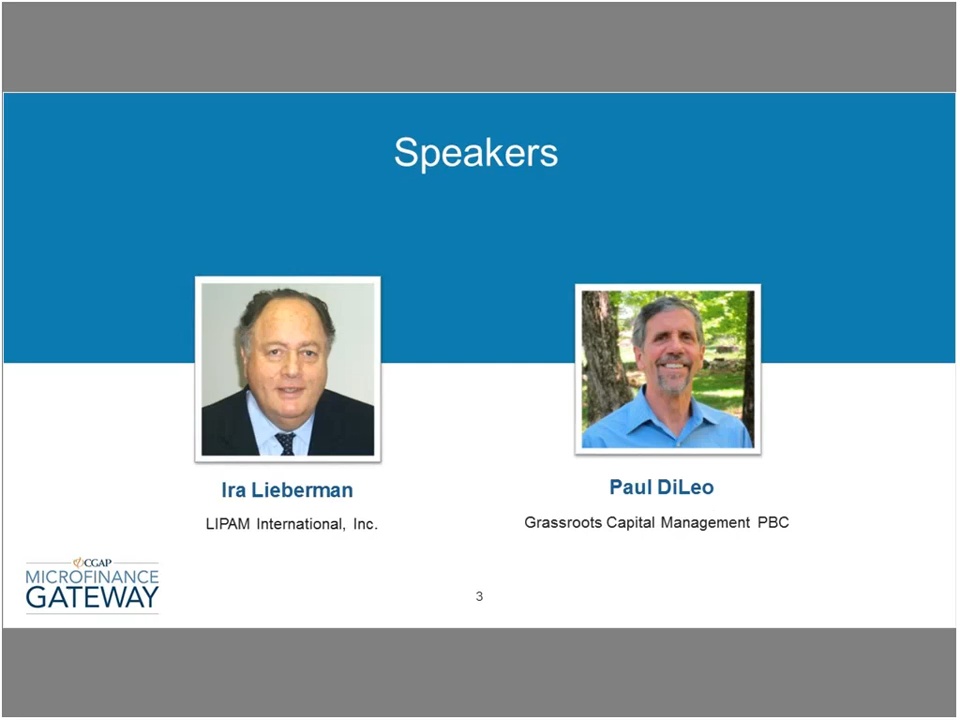 Speakers
Ira Lieberman
LIPAM International, Inc.
Paul DiLeo
Grassroots Capital Management PBC
CGAP
MICROFINANCE
GATEWAY
3